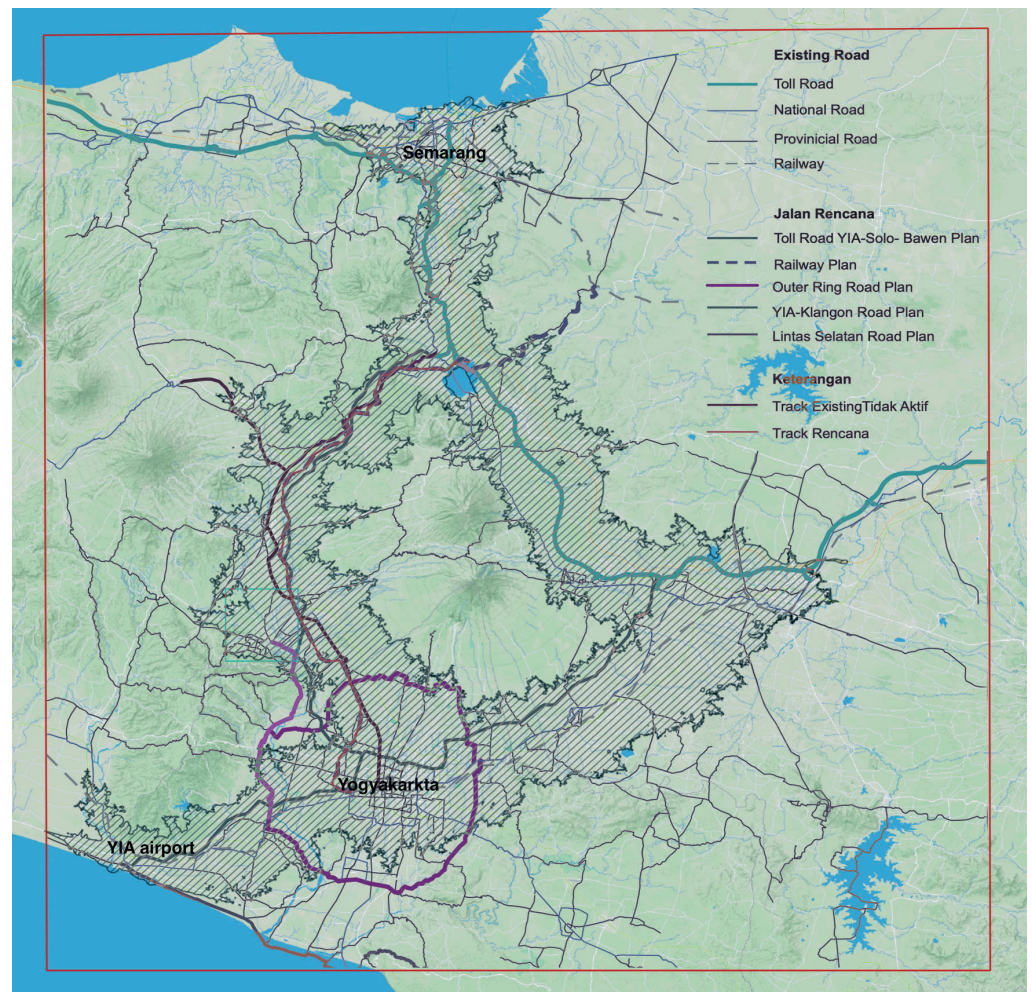 Existing Road
Toll Road
National Road
Provinicial Road
Railway
Semarang
Jalan Rencana
Toll Road YIA-Solo- Bawen Plan
Railway Plan
Outer Ring Road Plan
YIA-Klangon Road Plan
Lintas Selatan Road Plan
Keterangan
Track ExistingTidak Aktif
Track Rencana
Yogyakarkta
YIA airport